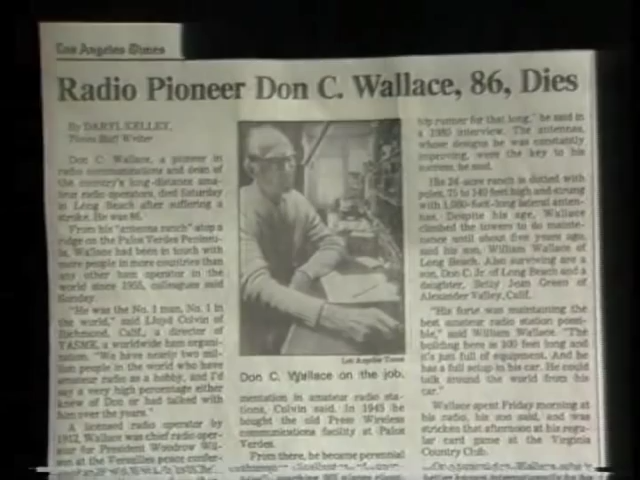 Los Angeles Times
Radio Pioneer Don C. Wallace, 86, Dies
By DARYL KELLEY,
Times Staff Writer
Don C. Wallace, a pioneer in
radio communications and dean of
the country's long-distance ama-
teur radio operators, died Saturday
in Long Beach after suffering a
stroke. He was 86.
From his "antenna ranch" atop a
ridge on the Palos Verdes Peninsu-
la, Wallace had been in touch with
more people in more countries than
any other ham operator in the
world since 1955, colleagues said
Sunday.
"He was the No. 1 man, No. 1 in
the world," said Lloyd Colvin of
Richmond, Calif., a director of
YASME, a worldwide ham organi-
zation. "We have nearly two mil-
lion people in the world who have
amateur radio as a hobby, and I'd
say a very high percentage either
knew of Don or had talked with
him over the years."
A licensed radio operator by
1912, Wallace was chief radio oper-
ator for President Woodrow Wil-
son at the Versailles peace confer-
Los Angeles Times
Don C. Wallace on the job.
mentation in amateur radio sta-
tions, Colvin said. In 1945 he
bought the old Press Wireless
communications facility at Palos
Verdes.
From there, he became perennial
top runner for that long," he said in
a 1982 interview. The antennas,
whose designs he was constantly
improving, were the key to his
success, he said.
His 24-acre ranch is dotted with
poles, 75 to 140 feet high and strung
with 1,000-foot-long lateral anten-
nas. Despite his age, Wallace
climbed the towers to do mainte-
nance until about five years ago,
said his son, William Wallace of
Long Beach. Also surviving are a
son, Don C. Jr. of Long Beach and a
daughter, Betty Jean Green of
Alexander Valley, Calif.
"His forte was maintaining the
best amateur radio station possi-
ble," said William Wallace. "The
building here is 100 feet long and
it's just full of equipment. And he
has a full setup in his car. He could
talk around the world from his
car."
Wallace spent Friday morning at
his radio, his son said, and was
stricken that afternoon at his regu-
lar card game at the Virginia
Country Club.